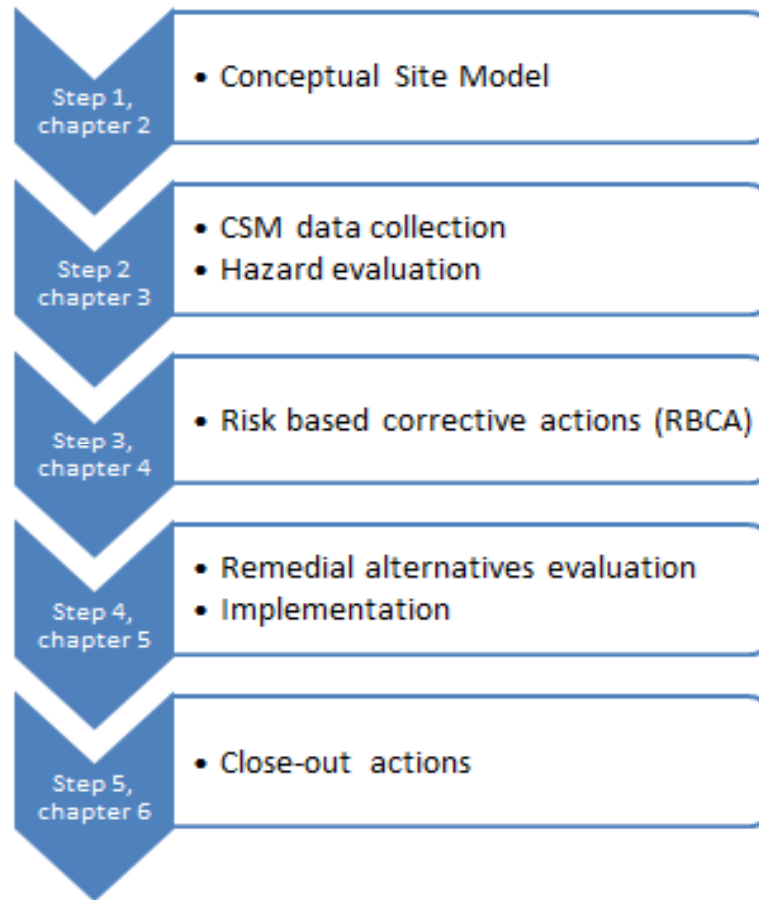 Step 1,
chapter 2
• Conceptual Site Model
Step 2
chapter 3
• CSM data collection
• Hazard evaluation
Step 3,
chapter 4
• Risk based corrective actions (RBCA)
Step 4,
chapter 5
• Remedial alternatives evaluation
• Implementation
Step 5,
chapter 6
• Close-out actions